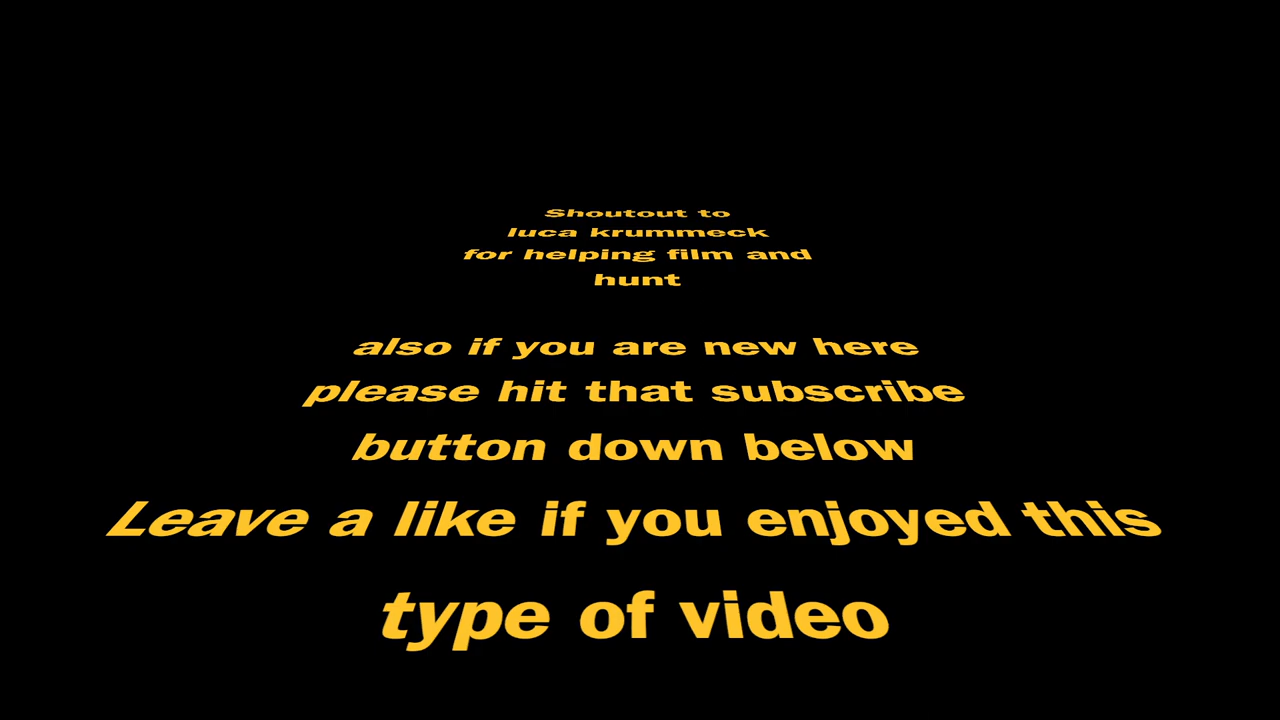 Shoutout to
luca krummeck
for helping film and
hunt
also if you are new here
please hit that subscribe
button down below
Leave a like if you enjoyed this
type of video